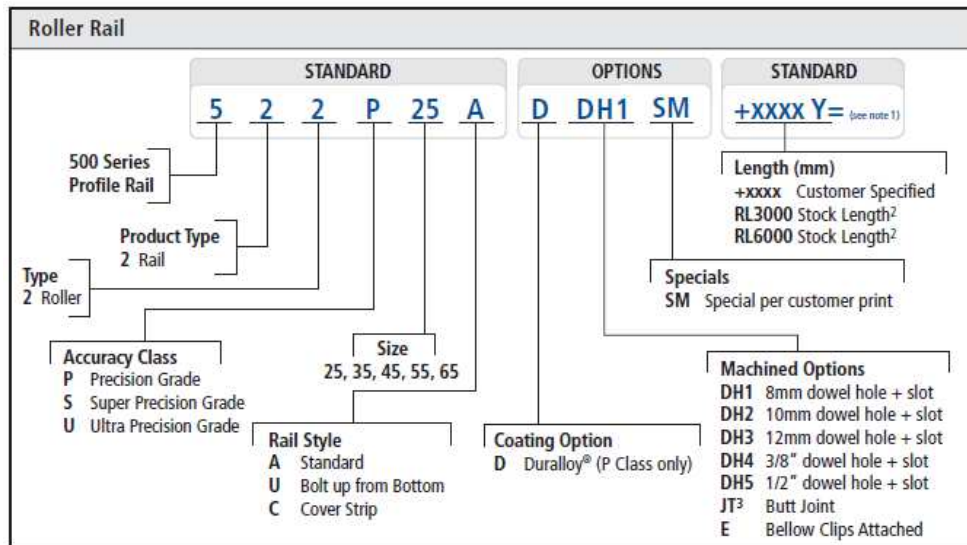 Roller Rail
STANDARD OPTIONS STANDARD
5 2 2 P 25 A D DH1 SM +xxxx Y= (see note 1)
500 Series
Profile Rail
Product Type
2 Rail
Type
2 Roller
Accuracy Class
P Precision Grade
S Super Precision Grade
U Ultra Precision Grade
Size
25, 35, 45, 55, 65
Rail Style
A Standard
U Bolt up from Bottom
C Cover Strip
Coating Option
D Duralloy® (P Class only)
Length (mm)
+xxxx Customer Specified
RL3000 Stock Length²
RL6000 Stock Length²
Specials
SM Special per customer print
Machined Options
DH1 8mm dowel hole + slot
DH2 10mm dowel hole + slot
DH3 12mm dowel hole + slot
DH4 3/8" dowel hole + slot
DH5 1/2" dowel hole + slot
JT³ Butt Joint
E Bellow Clips Attached